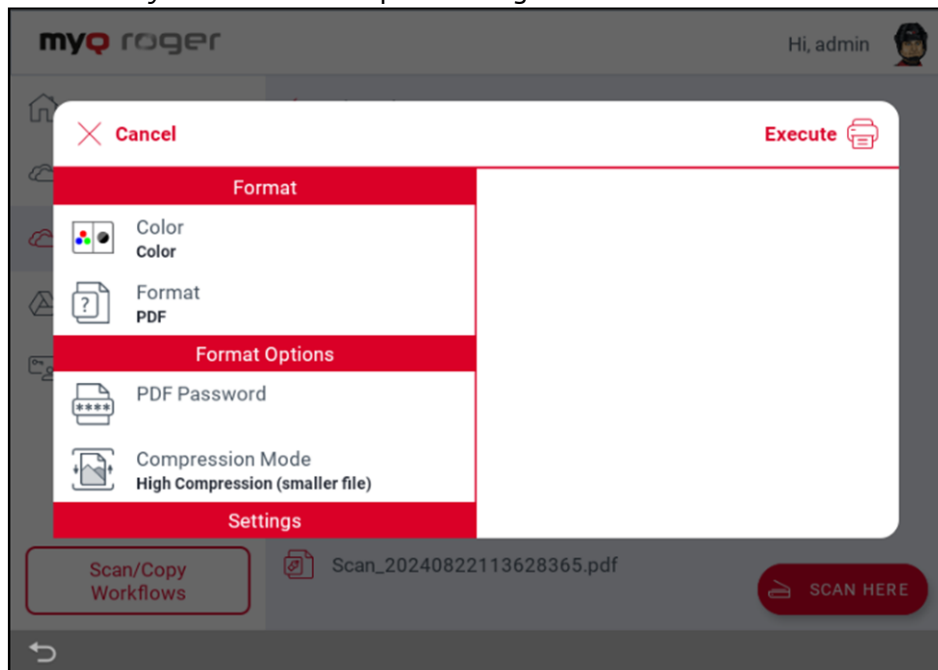 myQ roger
Hi, admin
Cancel
Execute
Format
Color
Color
Format
PDF
Format Options
PDF Password
Compression Mode
High Compression (smaller file)
Settings
Scan/Copy
Workflows
Scan_20240822113628365.pdf
SCAN HERE